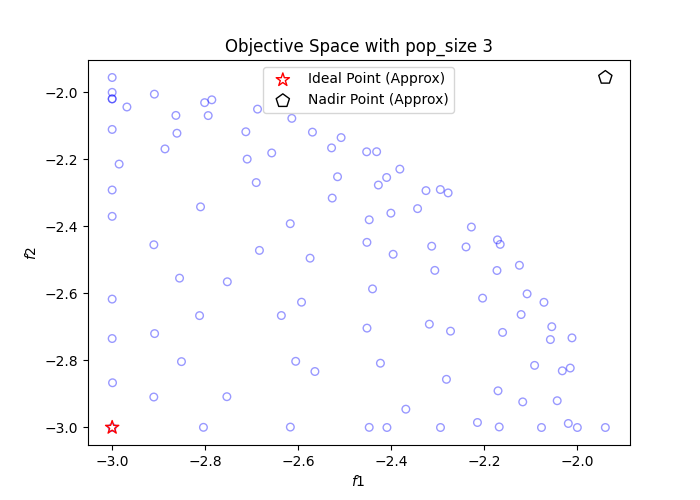 Objective Space with pop_size 3
Ideal Point (Approx)
Nadir Point (Approx)
f2
−2.0
−2.2
−2.4
−2.6
−2.8
−3.0
−3.0 −2.8 −2.6 −2.4 −2.2 −2.0
f1